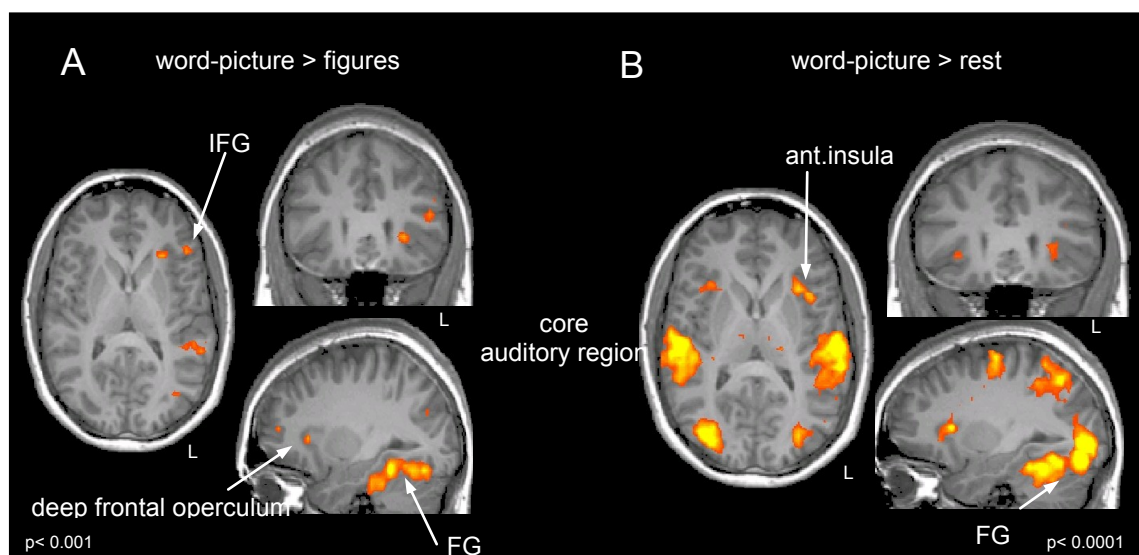 A
word-picture > figures
IFG
L
L
deep frontal operculum
FG
p< 0.001
B
word-picture > rest
ant.insula
L
core
auditory region
L
FG
p< 0.0001